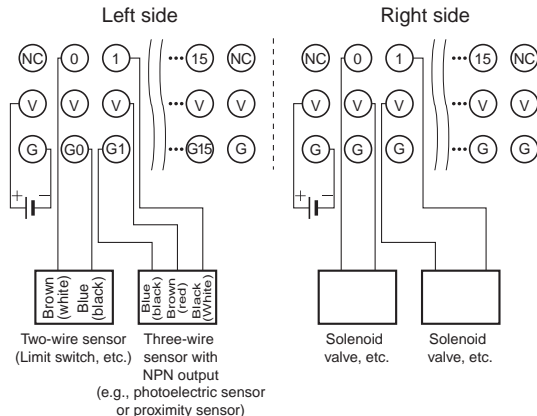 Left side Right side
NC 0 1 ··· 15 NC NC 0 1 ··· 15 NC
V V V ··· V V V V V ··· V V
G G0 G1 ··· G15 G G G G ··· G G
+ − + −
Brown (white)
Blue (black)
Blue (black)
Brown (red)
Black (White)
Two-wire sensor
(Limit switch, etc.)
Three-wire
sensor with
NPN output
(e.g., photoelectric sensor
or proximity sensor)
Solenoid
valve, etc.
Solenoid
valve, etc.